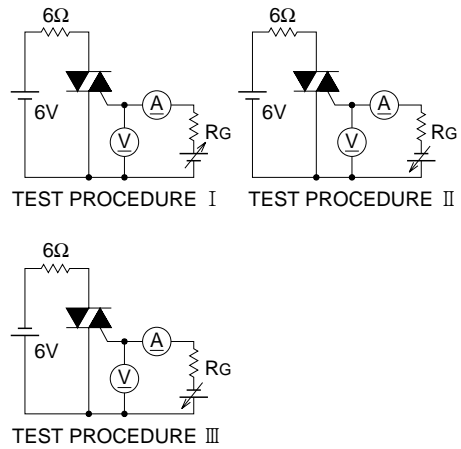 6Ω
6V
A
V
RG
TEST PROCEDURE Ⅰ
6Ω
6V
A
V
RG
TEST PROCEDURE Ⅱ
6Ω
6V
A
V
RG
TEST PROCEDURE Ⅲ